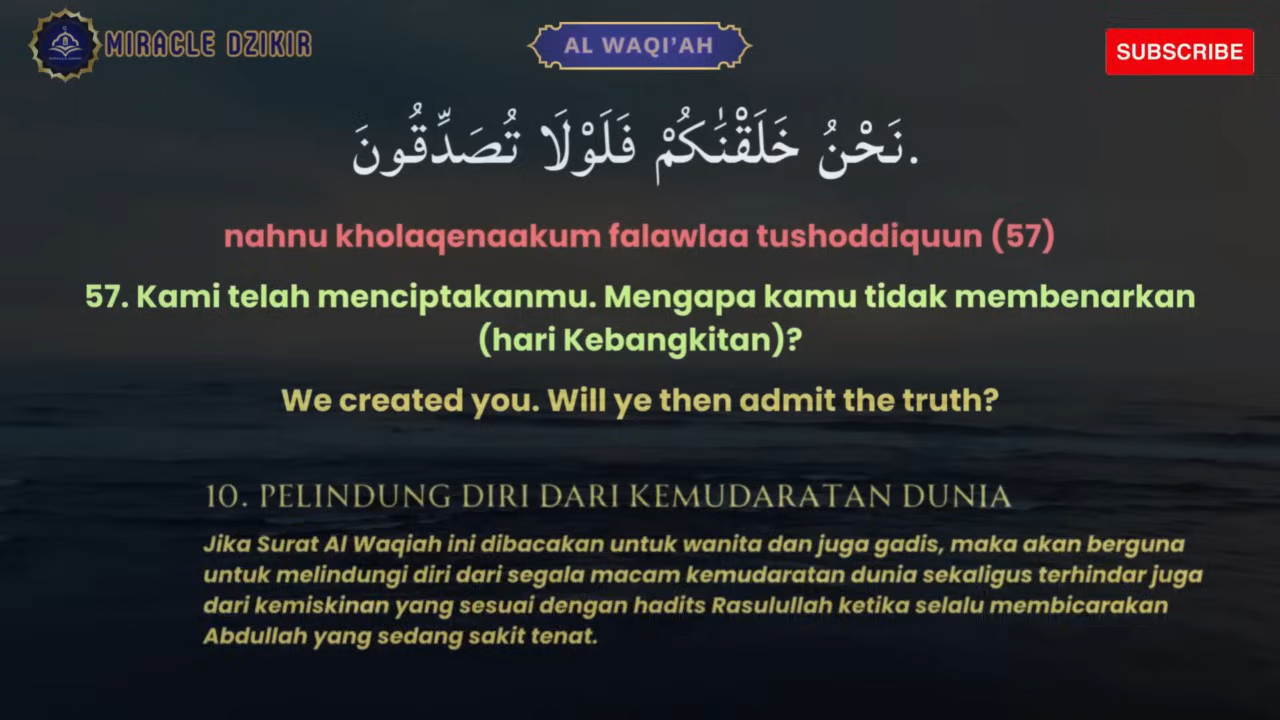 MIRACLE DZIKIR
AL WAQI'AH
SUBSCRIBE
نَحْنُ خَلَقْنَٰكُمْ فَلَوْلَا تُصَدِّقُونَ.
nahnu kholaqenaakum falawlaa tushoddiquun (57)
57. Kami telah menciptakanmu. Mengapa kamu tidak membenarkan
(hari Kebangkitan)?
We created you. Will ye then admit the truth?
10. PELINDUNG DIRI DARI KEMUDARATAN DUNIA
Jika Surat Al Waqiah ini dibacakan untuk wanita dan juga gadis, maka akan berguna
untuk melindungi diri dari segala macam kemudaratan dunia sekaligus terhindar juga
dari kemiskinan yang sesuai dengan hadits Rasulullah ketika selalu membicarakan
Abdullah yang sedang sakit tenat.